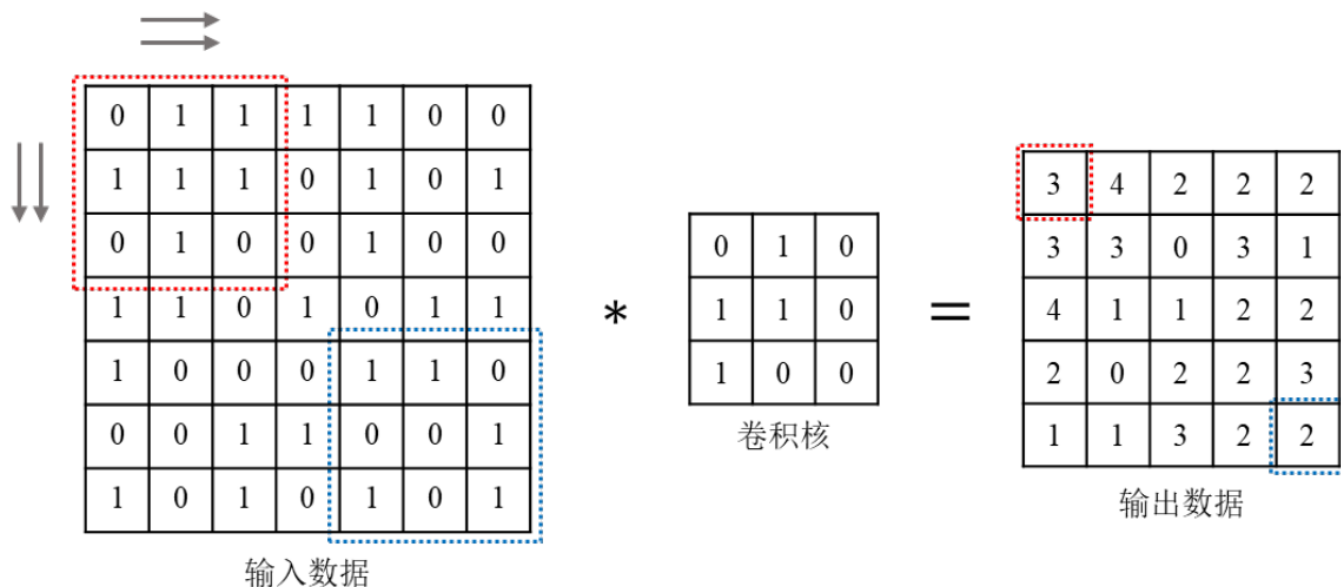 0 1 1 1 1 0 0
1 1 1 0 1 0 1
0 1 0 0 1 0 0
1 1 0 1 0 1 1
1 0 0 0 1 1 0
0 0 1 1 0 0 1
1 0 1 0 1 0 1
输入数据
*
0 1 0
1 1 0
1 0 0
卷积核
=
3 4 2 2 2
3 3 0 3 1
4 1 1 2 2
2 0 2 2 3
1 1 3 2 2
输出数据